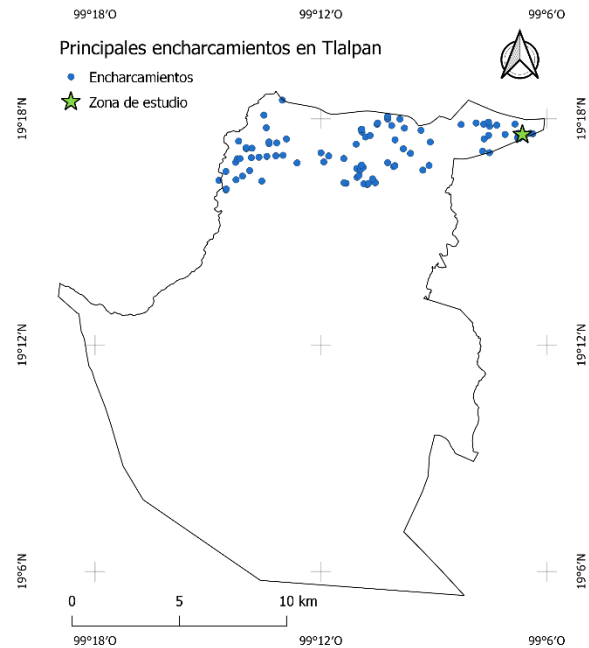 99°18′O 99°12′O 99°6′O
Principales encharcamientos en Tlalpan
Encharcamientos
Zona de estudio
19°18′N 19°18′N
19°12′N 19°12′N
19°6′N 19°6′N
0 5 10 km
99°18′O 99°12′O 99°6′O